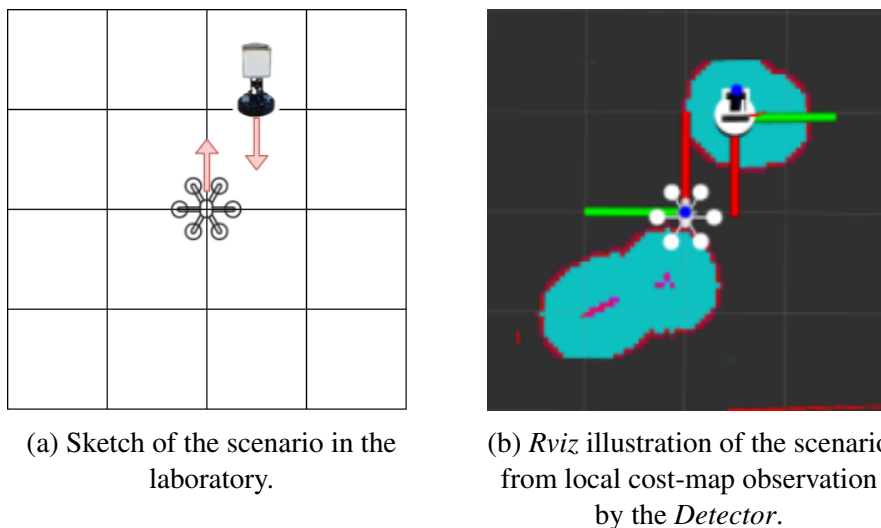 (a) Sketch of the scenario in the
laboratory.
(b) Rviz illustration of the scenario
from local cost-map observation
by the Detector.